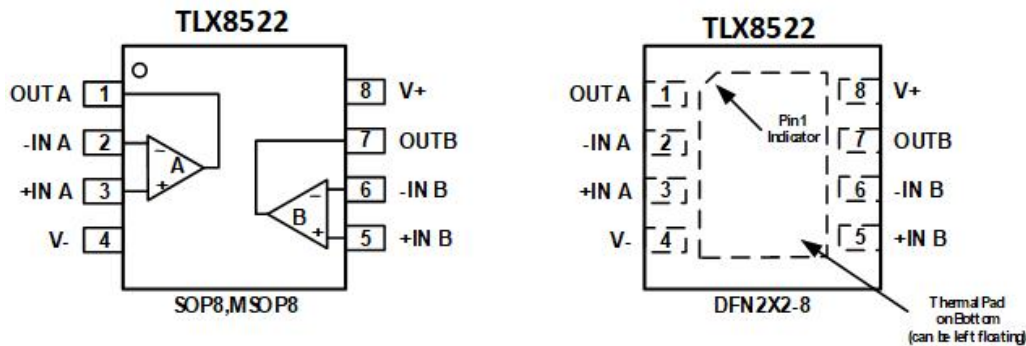 TLX8522
OUT A 1
-IN A 2
+IN A 3
V- 4
8 V+
7 OUTB
6 -IN B
5 +IN B
A
B
SOP8,MSOP8
TLX8522
OUT A 1
-IN A 2
+IN A 3
V- 4
8 V+
7 OUTB
6 -IN B
5 +IN B
Pin1
Indicator
DFN2X2-8
Thermal Pad
on Bottom
(can be left floating)